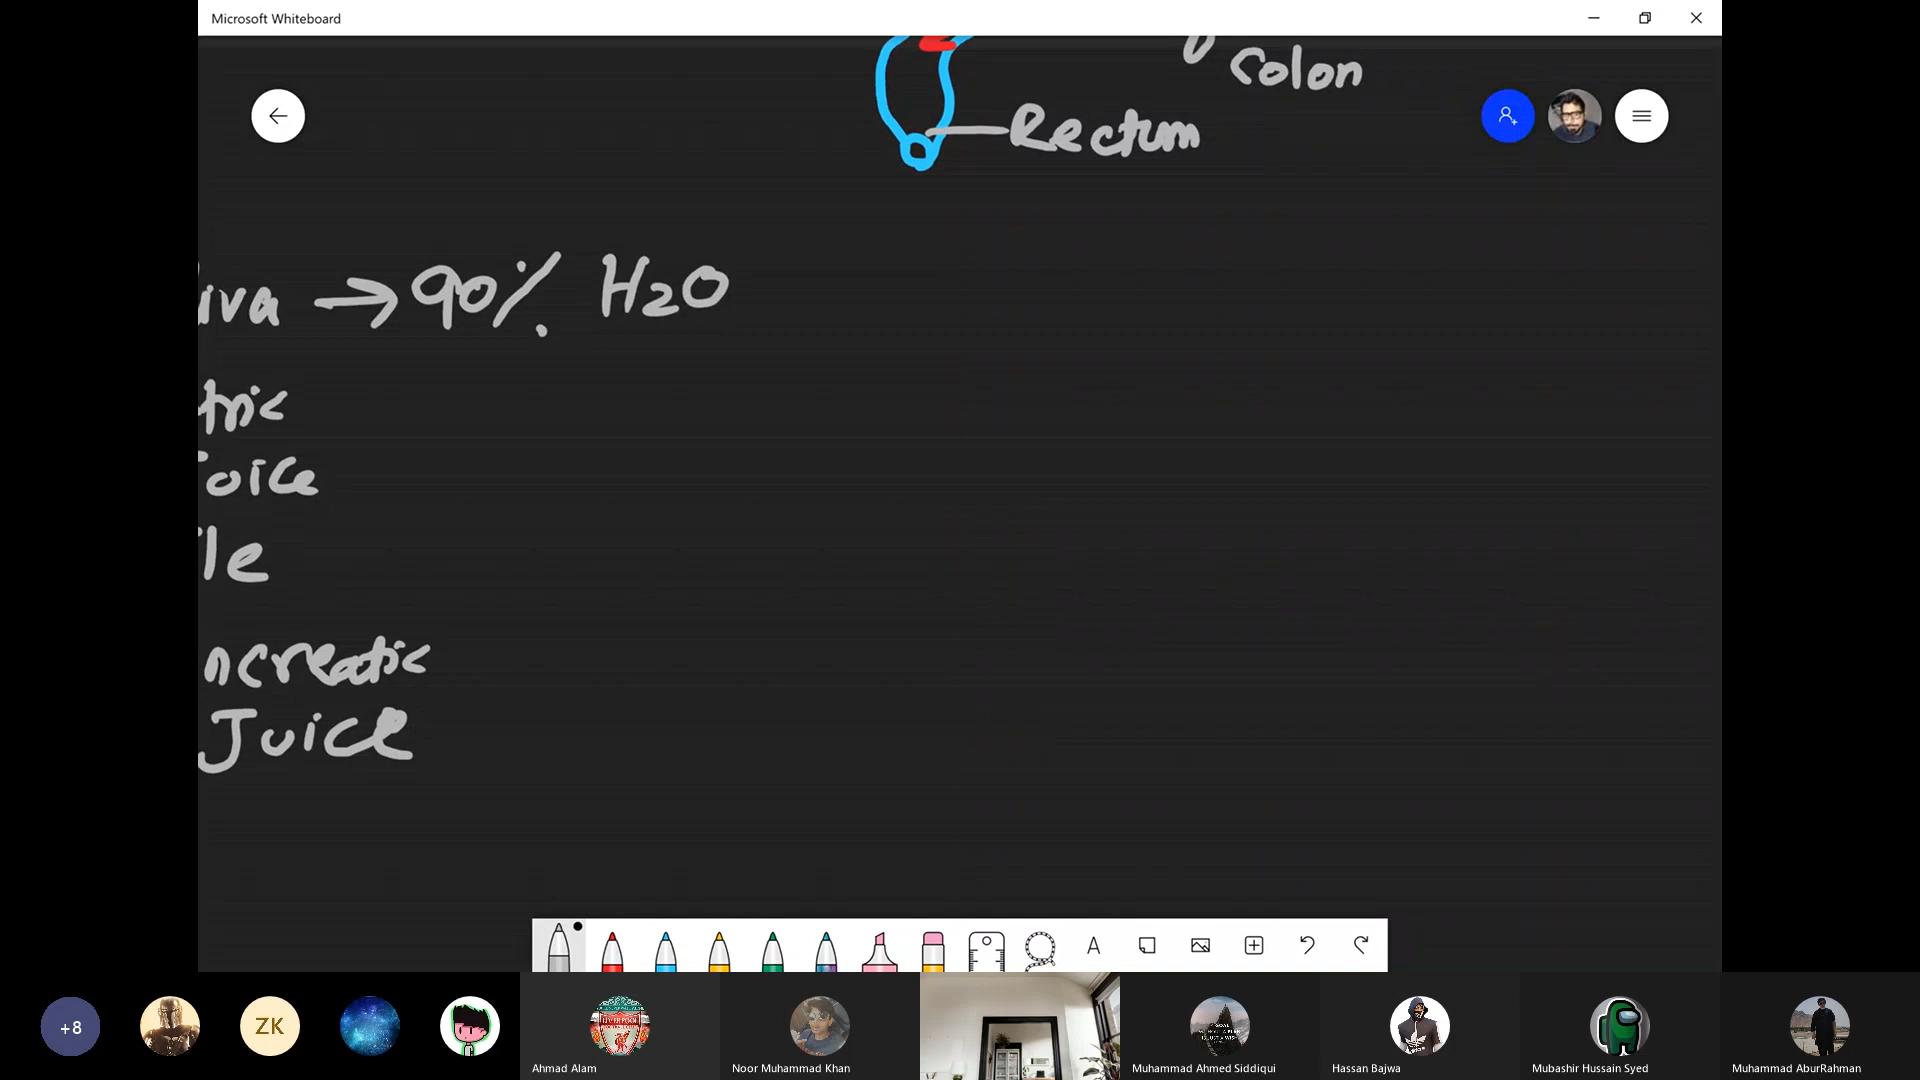 Microsoft Whiteboard
Colon
Rectum
iva → 90% H2O
tric
oice
le
ncreatic
Juice
A
+8
ZK
Ahmad Alam
Noor Muhammad Khan
Muhammad Ahmed Siddiqui
Hassan Bajwa
Mubashir Hussain Syed
Muhammad AburRahman